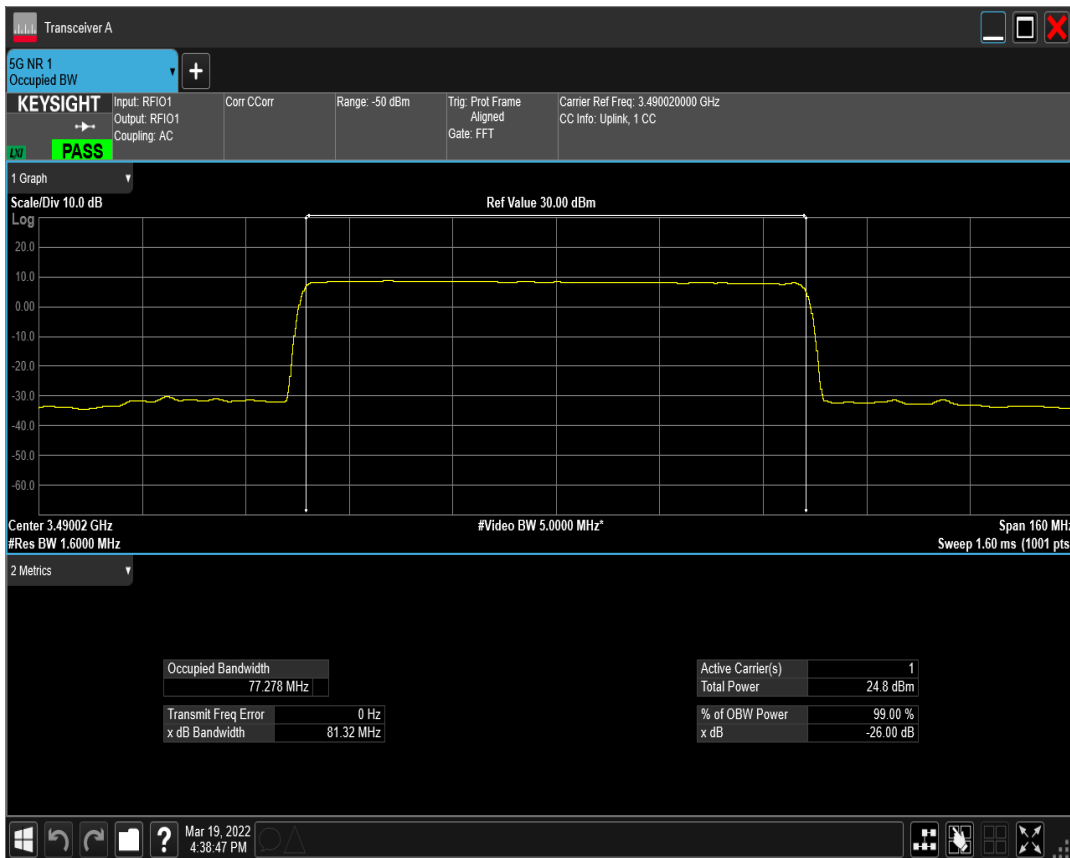 Transceiver A
5G NR 1
Occupied BW
+
KEYSIGHT
LXI
PASS
Input: RFIO1
Output: RFIO1
Coupling: AC
Corr CCorr
Range: -50 dBm
Trig: Prot Frame
Aligned
Gate: FFT
Carrier Ref Freq: 3.490020000 GHz
CC Info: Uplink, 1 CC
1 Graph
Scale/Div 10.0 dB
Ref Value 30.00 dBm
Log
20.0
10.0
0.00
-10.0
-20.0
-30.0
-40.0
-50.0
-60.0
Center 3.49002 GHz
#Video BW 5.0000 MHz*
Span 160 MHz
#Res BW 1.6000 MHz
Sweep 1.60 ms (1001 pts
2 Metrics
Occupied Bandwidth
77.278 MHz
Transmit Freq Error 0 Hz
x dB Bandwidth 81.32 MHz
Active Carrier(s) 1
Total Power 24.8 dBm
% of OBW Power 99.00 %
x dB -26.00 dB
?
Mar 19, 2022
4:38:47 PM